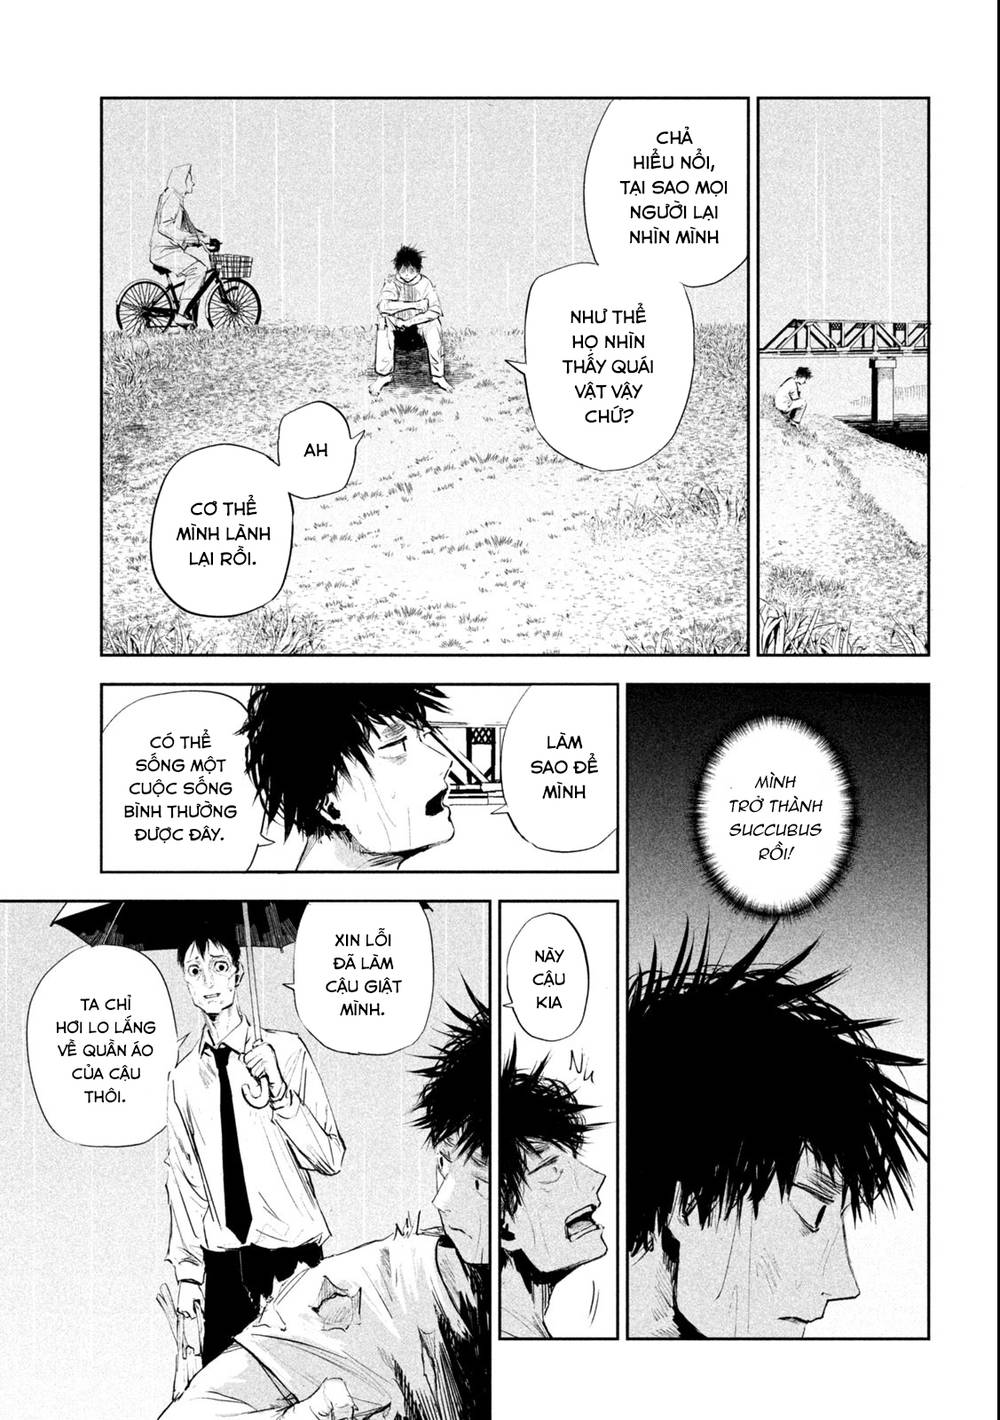 CHẢ
HIỂU NỔI,
TẠI SAO MỌI
NGƯỜI LẠI
NHÌN MÌNH
NHƯ THỂ
HỌ NHÌN
THẤY QUÁI
VẬT VẬY
CHỨ?
AH
CƠ THỂ
MÌNH LÀNH
LẠI RỒI.
MÌNH
TRỞ THÀNH
SUCCUBUS
RỒI!
LÀM
SAO ĐỂ
MÌNH
CÓ THỂ
SỐNG MỘT
CUỘC SỐNG
BÌNH THƯỜNG
ĐƯỢC ĐÂY.
NÀY
CẬU
KIA
XIN LỖI
ĐÃ LÀM
CẬU GIẬT
MÌNH.
TA CHỈ
HƠI LO LẮNG
VỀ QUẦN ÁO
CỦA CẬU
THÔI.